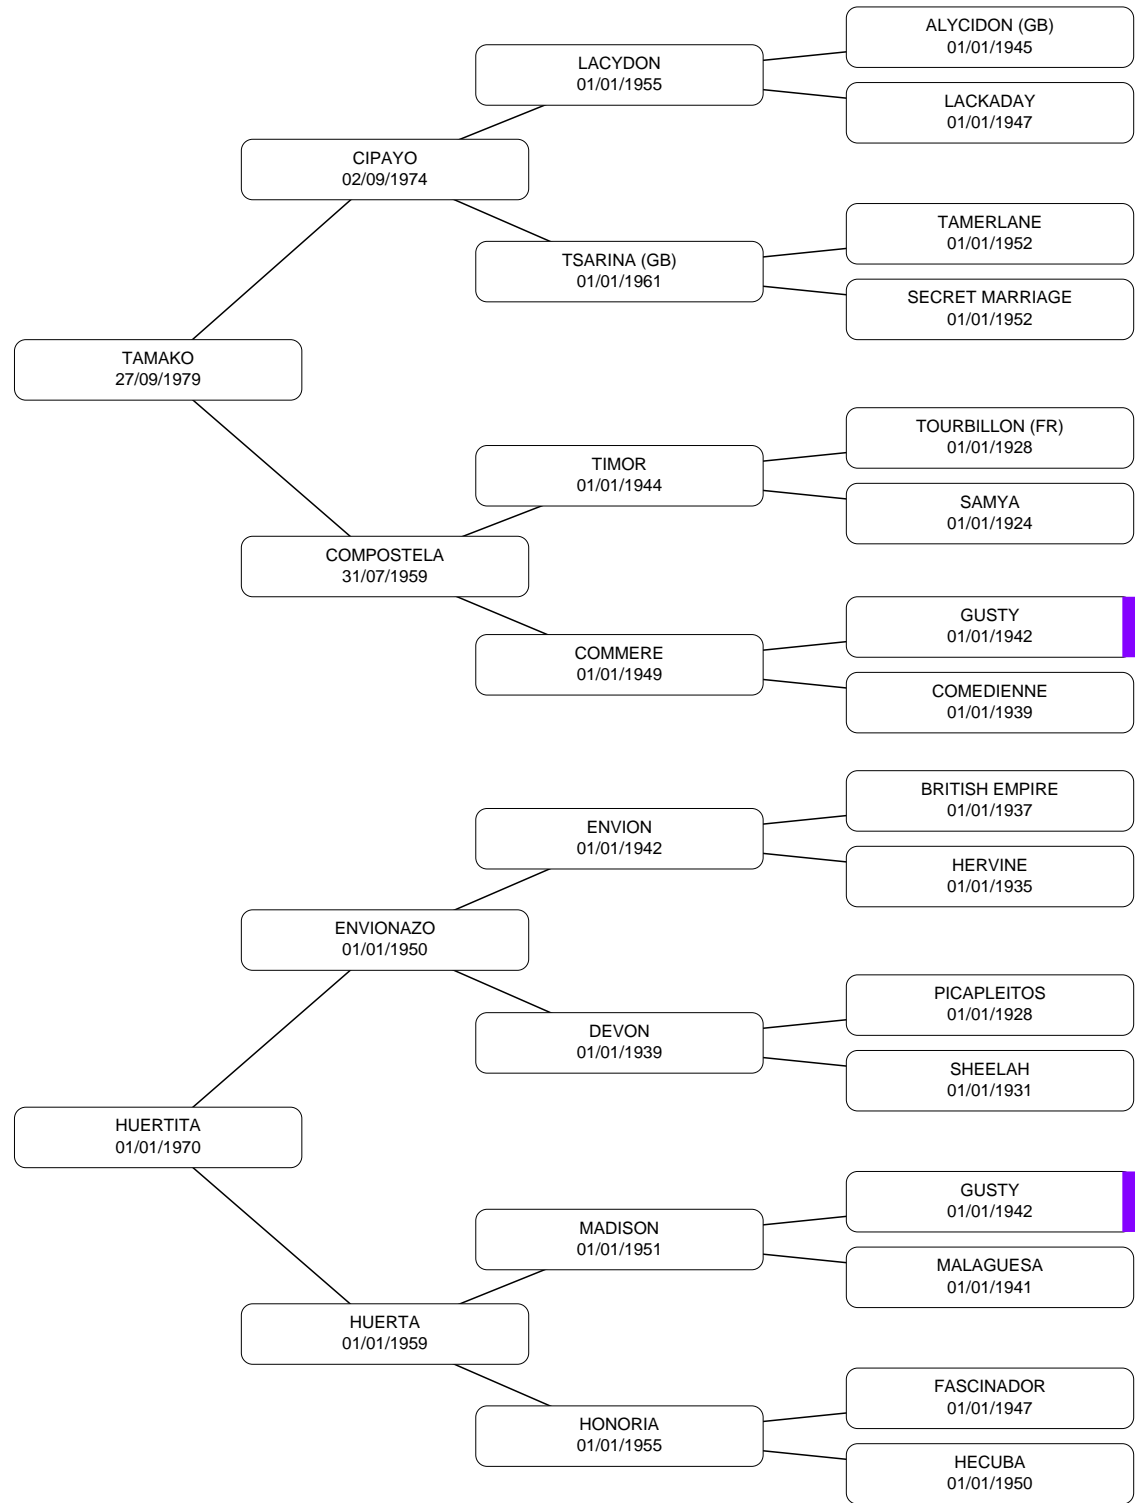 ALYCIDON (GB)
01/01/1945
LACYDON
01/01/1955
LACKADAY
01/01/1947
CIPAYO
02/09/1974
TAMERLANE
01/01/1952
TSARINA (GB)
01/01/1961
SECRET MARRIAGE
01/01/1952
TAMAKO
27/09/1979
TOURBILLON (FR)
01/01/1928
TIMOR
01/01/1944
SAMYA
01/01/1924
COMPOSTELA
31/07/1959
GUSTY
01/01/1942
COMMERE
01/01/1949
COMEDIENNE
01/01/1939
BRITISH EMPIRE
01/01/1937
ENVION
01/01/1942
HERVINE
01/01/1935
ENVIONAZO
01/01/1950
PICAPLEITOS
01/01/1928
DEVON
01/01/1939
SHEELAH
01/01/1931
HUERTITA
01/01/1970
GUSTY
01/01/1942
MADISON
01/01/1951
MALAGUESA
01/01/1941
HUERTA
01/01/1959
FASCINADOR
01/01/1947
HONORIA
01/01/1955
HECUBA
01/01/1950